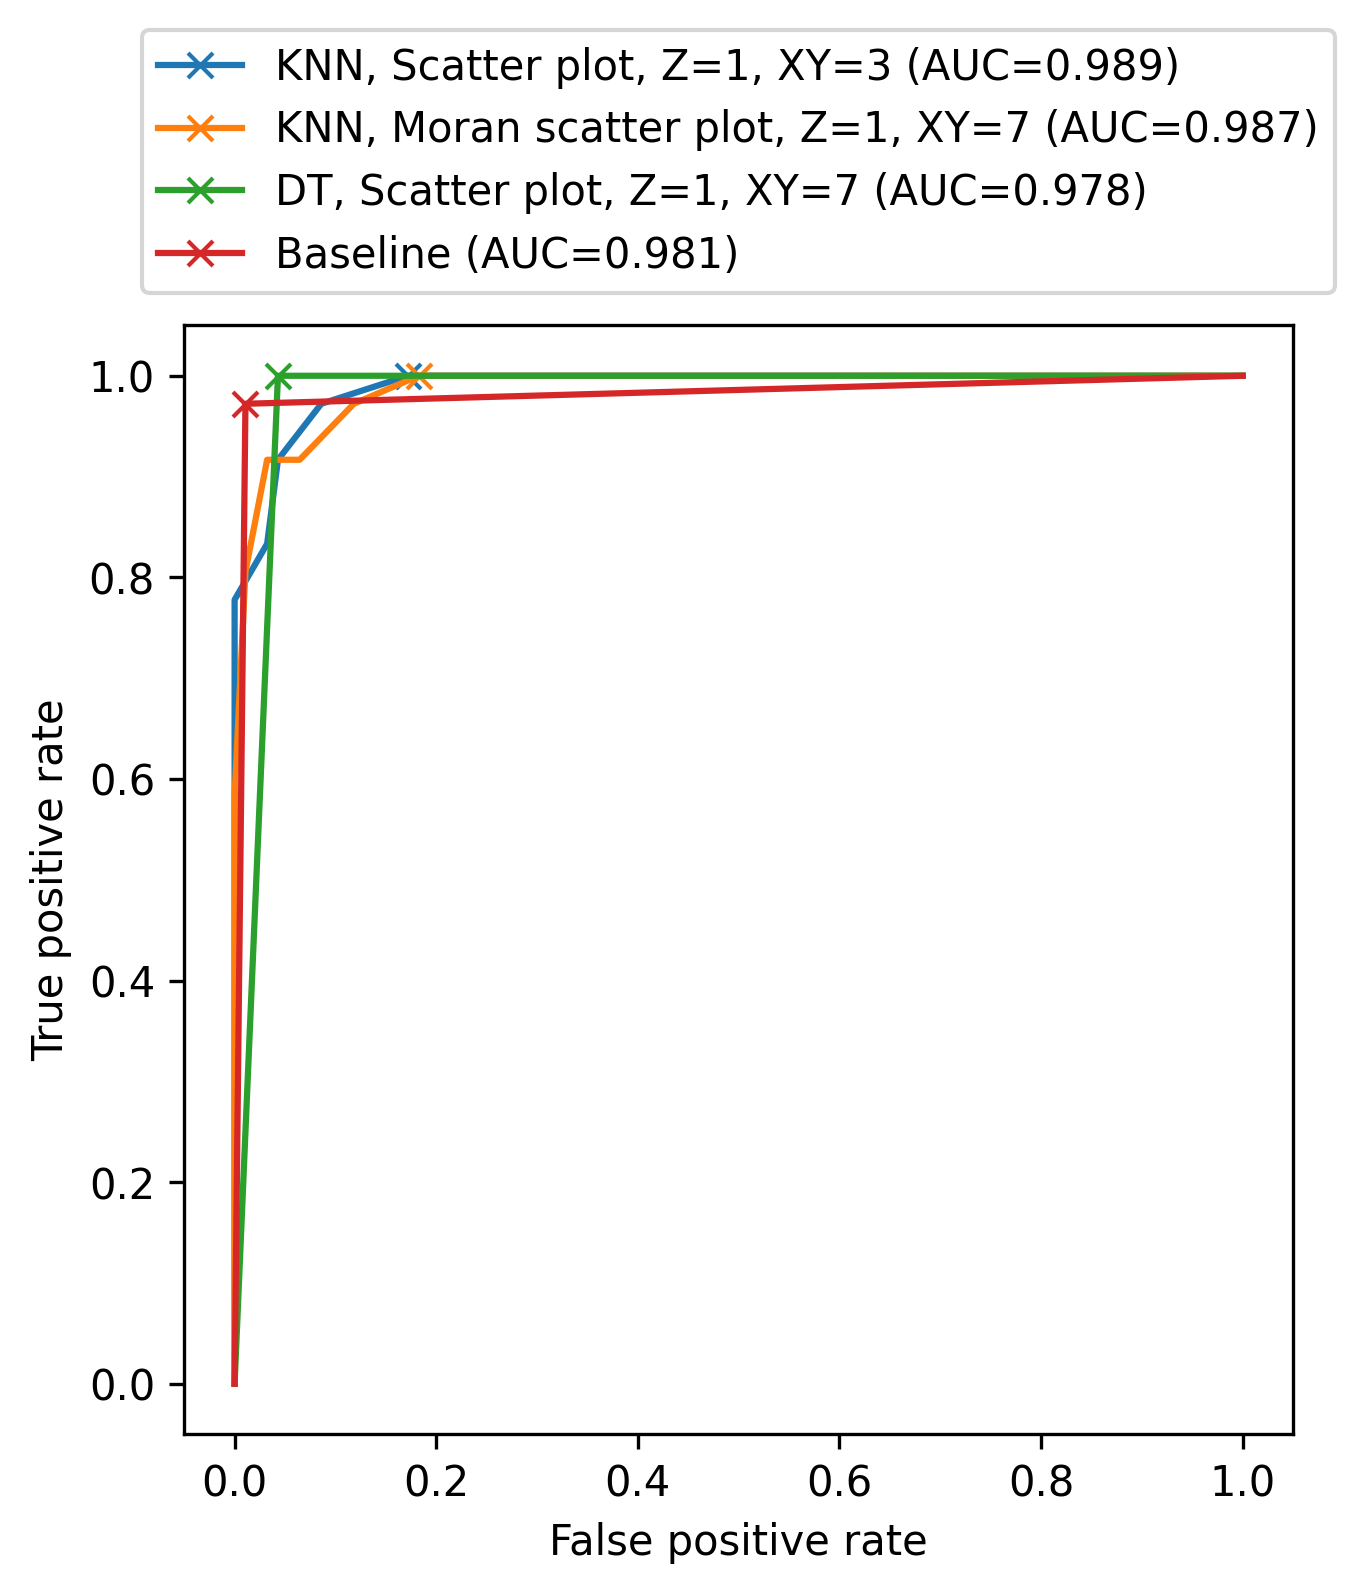 KNN, Scatter plot, Z=1, XY=3 (AUC=0.989)
KNN, Moran scatter plot, Z=1, XY=7 (AUC=0.987)
DT, Scatter plot, Z=1, XY=7 (AUC=0.978)
Baseline (AUC=0.981)
1.0
0.8
0.6
0.4
0.2
0.0
True positive rate
0.0 0.2 0.4 0.6 0.8 1.0
False positive rate